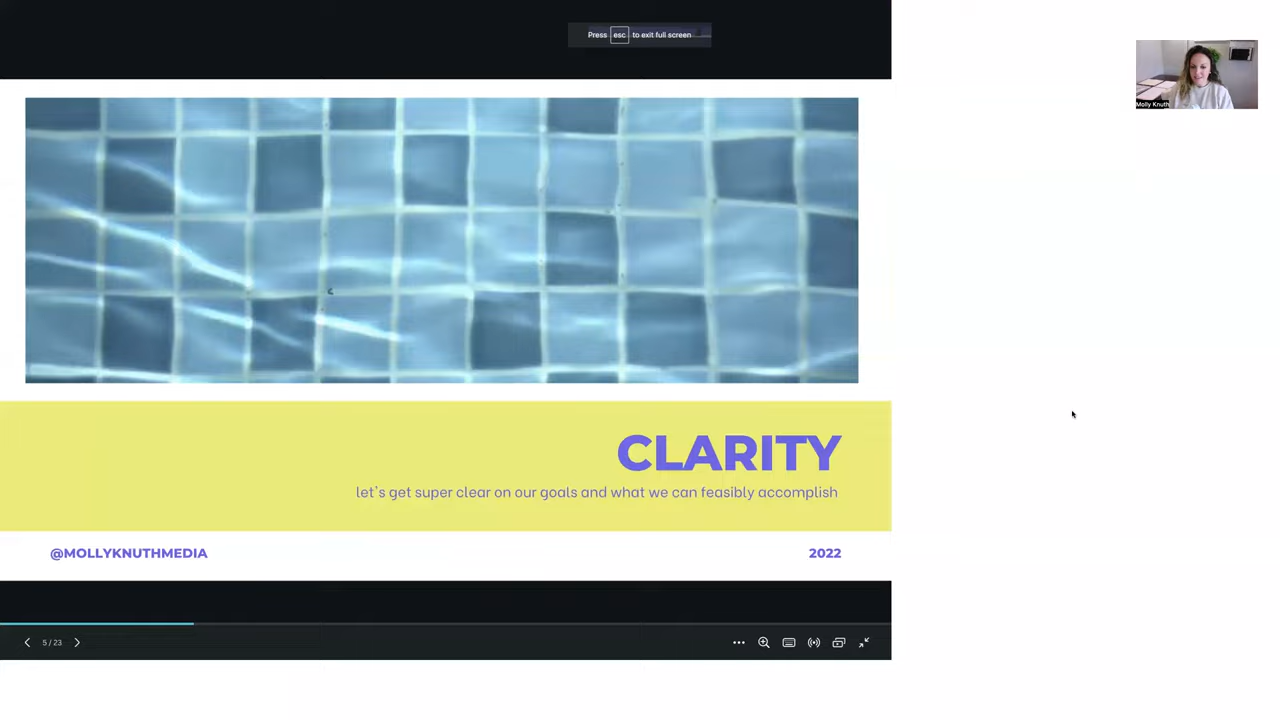 Press esc to exit full screen
Molly Knuth
CLARITY
let's get super clear on our goals and what we can feasibly accomplish
@MOLLYKNUTHMEDIA
2022
5 / 23